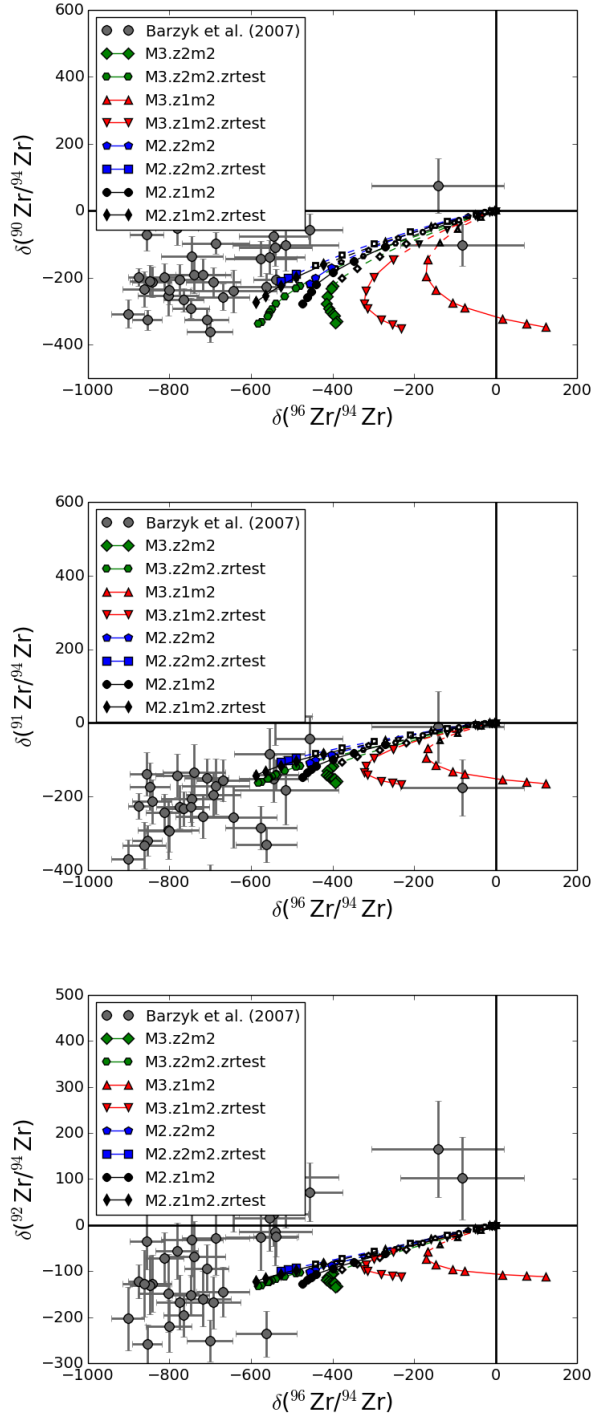 600
400
200
0
−200
−400
δ(⁹⁰Zr/⁹⁴Zr)
Barzyk et al. (2007)
M3.z2m2
M3.z2m2.zrtest
M3.z1m2
M3.z1m2.zrtest
M2.z2m2
M2.z2m2.zrtest
M2.z1m2
M2.z1m2.zrtest
−1000 −800 −600 −400 −200 0 200
δ(⁹⁶Zr/⁹⁴Zr)
600
400
200
0
−200
−400
δ(⁹¹Zr/⁹⁴Zr)
Barzyk et al. (2007)
M3.z2m2
M3.z2m2.zrtest
M3.z1m2
M3.z1m2.zrtest
M2.z2m2
M2.z2m2.zrtest
M2.z1m2
M2.z1m2.zrtest
−1000 −800 −600 −400 −200 0 200
δ(⁹⁶Zr/⁹⁴Zr)
500
400
300
200
100
0
−100
−200
−300
δ(⁹²Zr/⁹⁴Zr)
Barzyk et al. (2007)
M3.z2m2
M3.z2m2.zrtest
M3.z1m2
M3.z1m2.zrtest
M2.z2m2
M2.z2m2.zrtest
M2.z1m2
M2.z1m2.zrtest
−1000 −800 −600 −400 −200 0 200
δ(⁹⁶Zr/⁹⁴Zr)